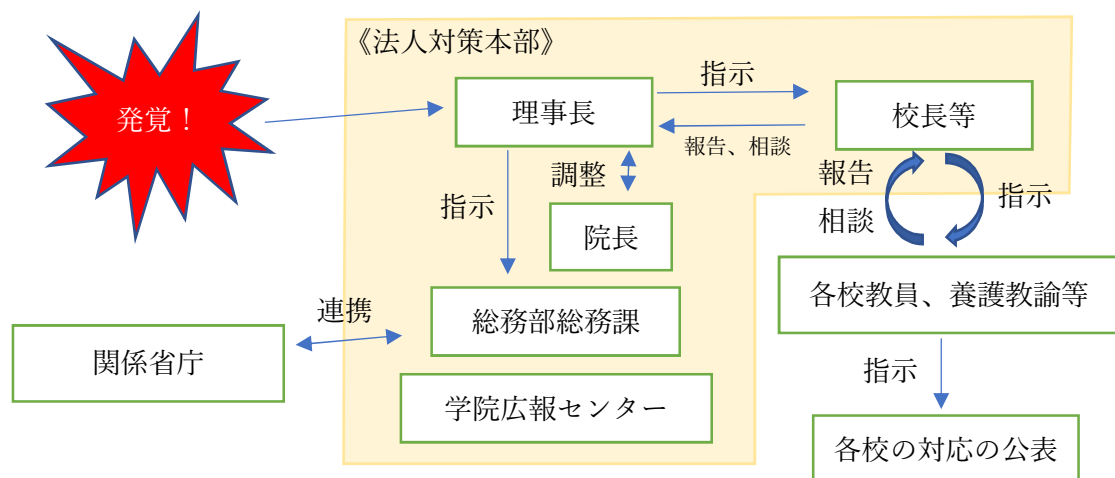 《法人対策本部》
発覚!
理事長
指示
校長等
報告、相談
調整
報告
相談
指示
指示
院長
各校教員、養護教諭等
連携
総務部総務課
関係省庁
指示
学院広報センター
各校の対応の公表